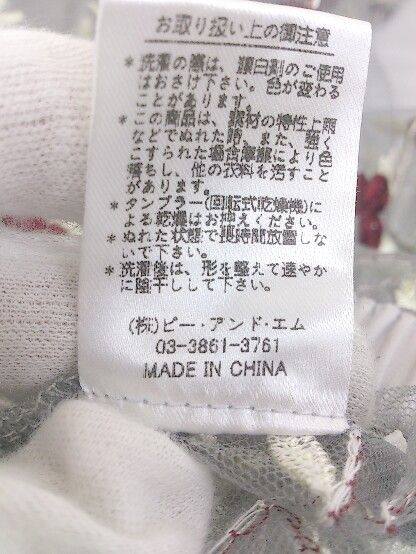 お取り扱い上の御注意
* 洗濯の際は、漂白剤のご使用
はおさけ下さい。色が変わる
ことがあります。
* この商品は、素材の特性上雨
などでぬれた時、また、強く
こすられた場合摩擦により色
落ちし、他の衣料を汚すこと
があります。
* タンブラー(回転式乾燥機)に
よる乾燥はお控えください。
* ぬれた状態で長時間放置しな
いで下さい。
* 洗濯後は、形を整えて速やか
に陰干しして下さい。
(株)ピー・アンド・エム
03-3861-3761
MADE IN CHINA